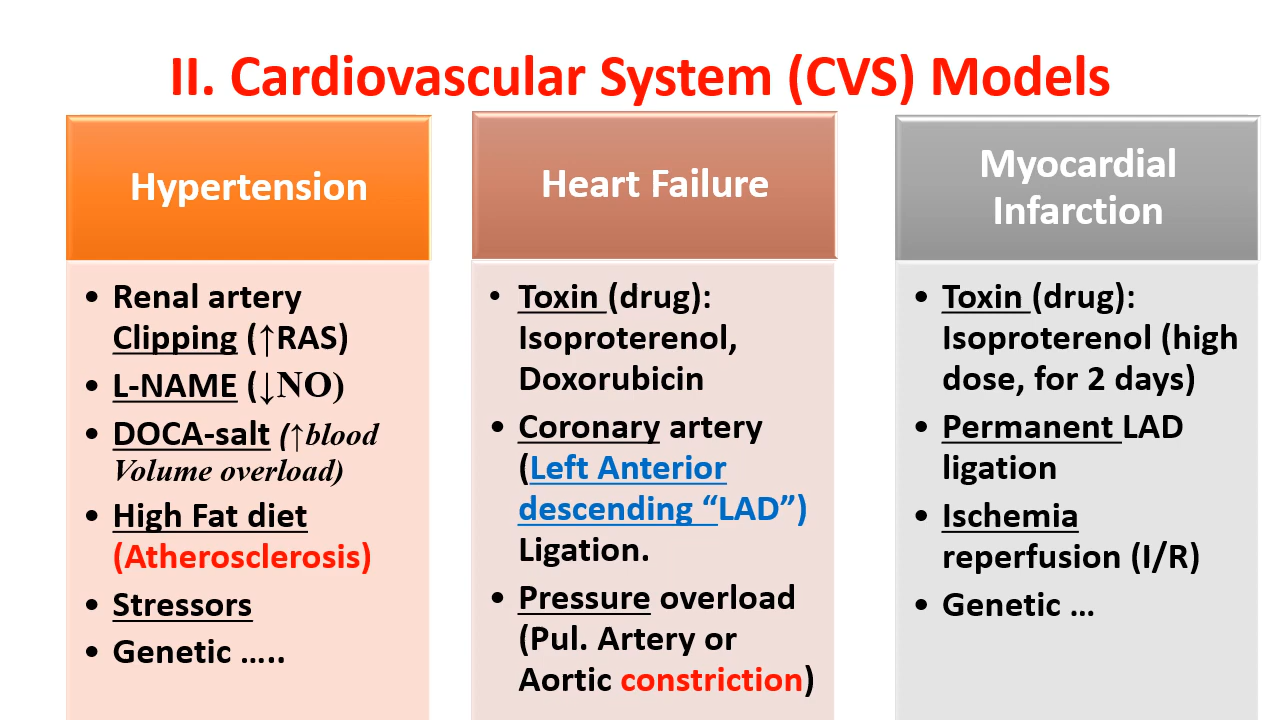 II. Cardiovascular System (CVS) Models
Hypertension
• Renal artery
Clipping (↑RAS)
• L-NAME (↓NO)
• DOCA-salt (↑blood
Volume overload)
• High Fat diet
(Atherosclerosis)
• Stressors
• Genetic …..
Heart Failure
• Toxin (drug):
Isoproterenol,
Doxorubicin
• Coronary artery
(Left Anterior
descending “LAD”)
Ligation.
• Pressure overload
(Pul. Artery or
Aortic constriction)
Myocardial
Infarction
• Toxin (drug):
Isoproterenol (high
dose, for 2 days)
• Permanent LAD
ligation
• Ischemia
reperfusion (I/R)
• Genetic …